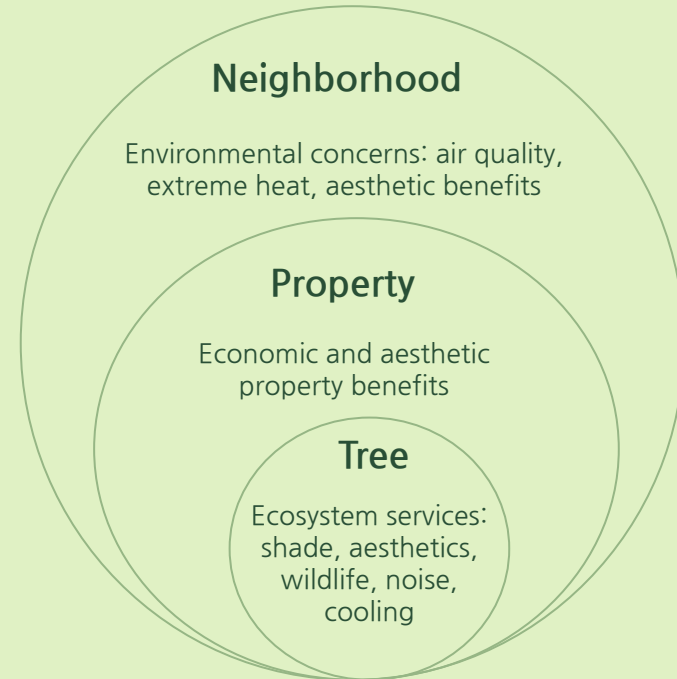 Neighborhood
Environmental concerns: air quality,
extreme heat, aesthetic benefits
Property
Economic and aesthetic
property benefits
Tree
Ecosystem services:
shade, aesthetics,
wildlife, noise,
cooling